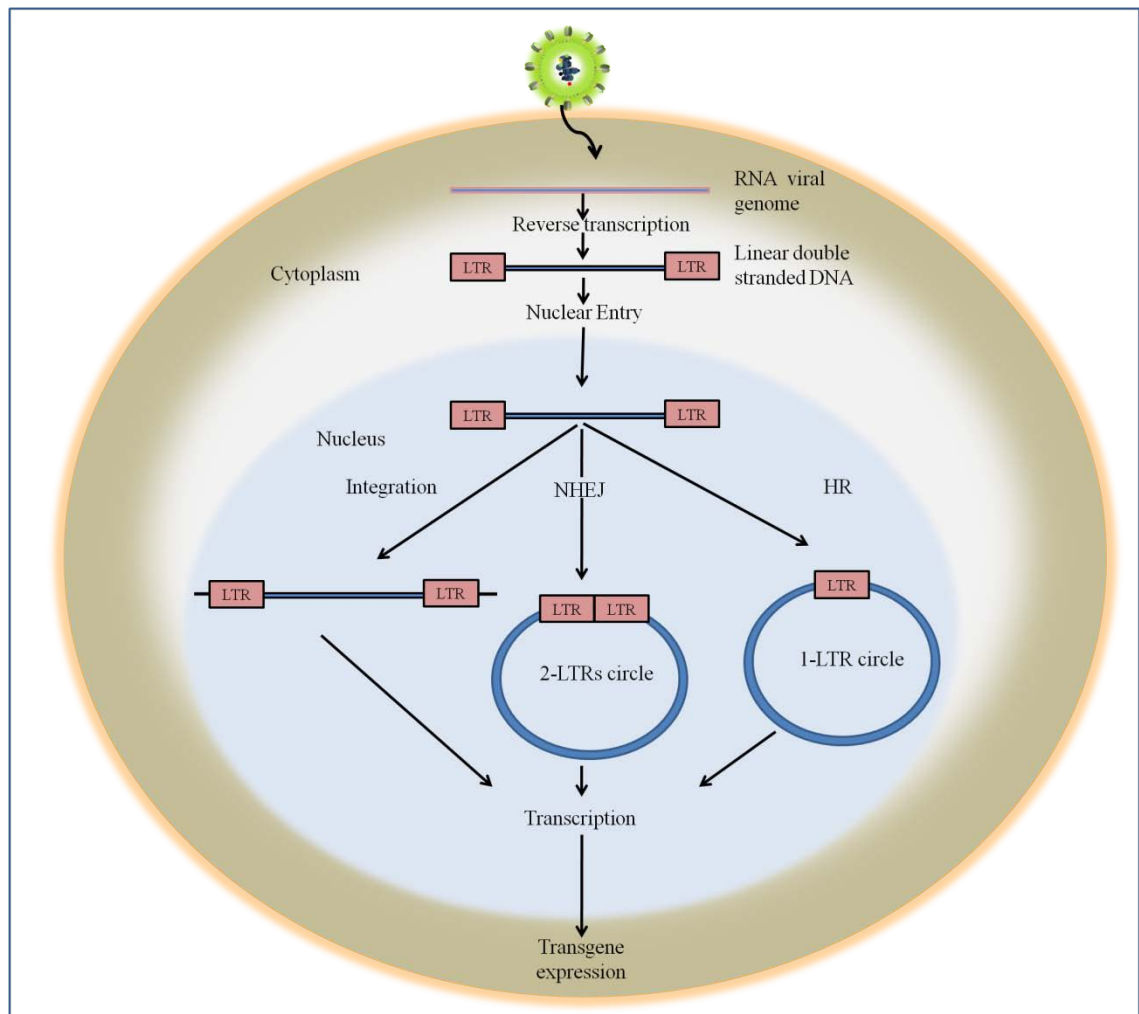 RNA viral
genome
Reverse transcription
LTR
LTR
Linear double
stranded DNA
Cytoplasm
Nuclear Entry
LTR
LTR
Nucleus
Integration
NHEJ
HR
LTR
LTR
LTR
LTR
LTR
2-LTRs circle
1-LTR circle
Transcription
Transgene
expression